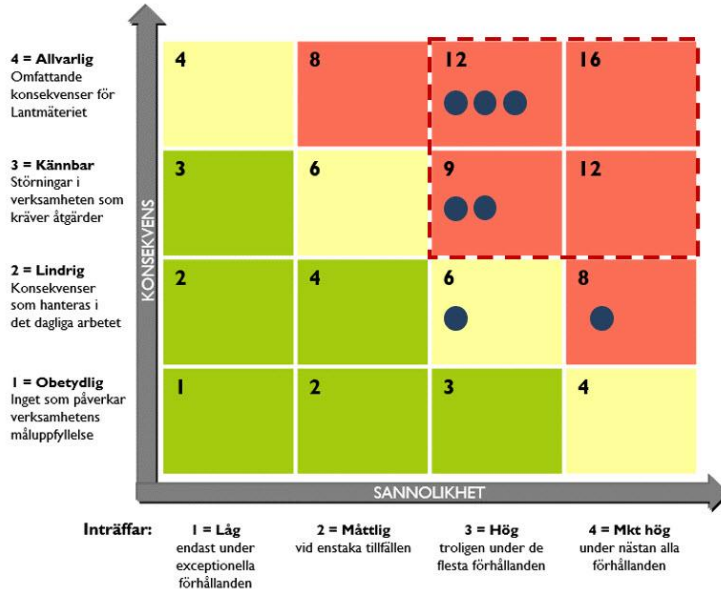 4 = Allvarlig
Omfattande
konsekvenser för
Lantmäteriet
4
8
12
16
3 = Kännbar
Störningar i
verksamheten som
kräver åtgärder
3
6
9
12
KONSEKVENS
2 = Lindrig
Konsekvenser
som hanteras i
det dagliga arbetet
2
4
6
8
1 = Obetydlig
Inget som påverkar
verksamhetens
måluppfyllelse
1
2
3
4
SANNOLIKHET
Inträffar:
1 = Låg
endast under
exceptionella
förhållanden
2 = Måttlig
vid enstaka tillfällen
3 = Hög
troligen under de
flesta förhållanden
4 = Mkt hög
under nästan alla
förhållanden